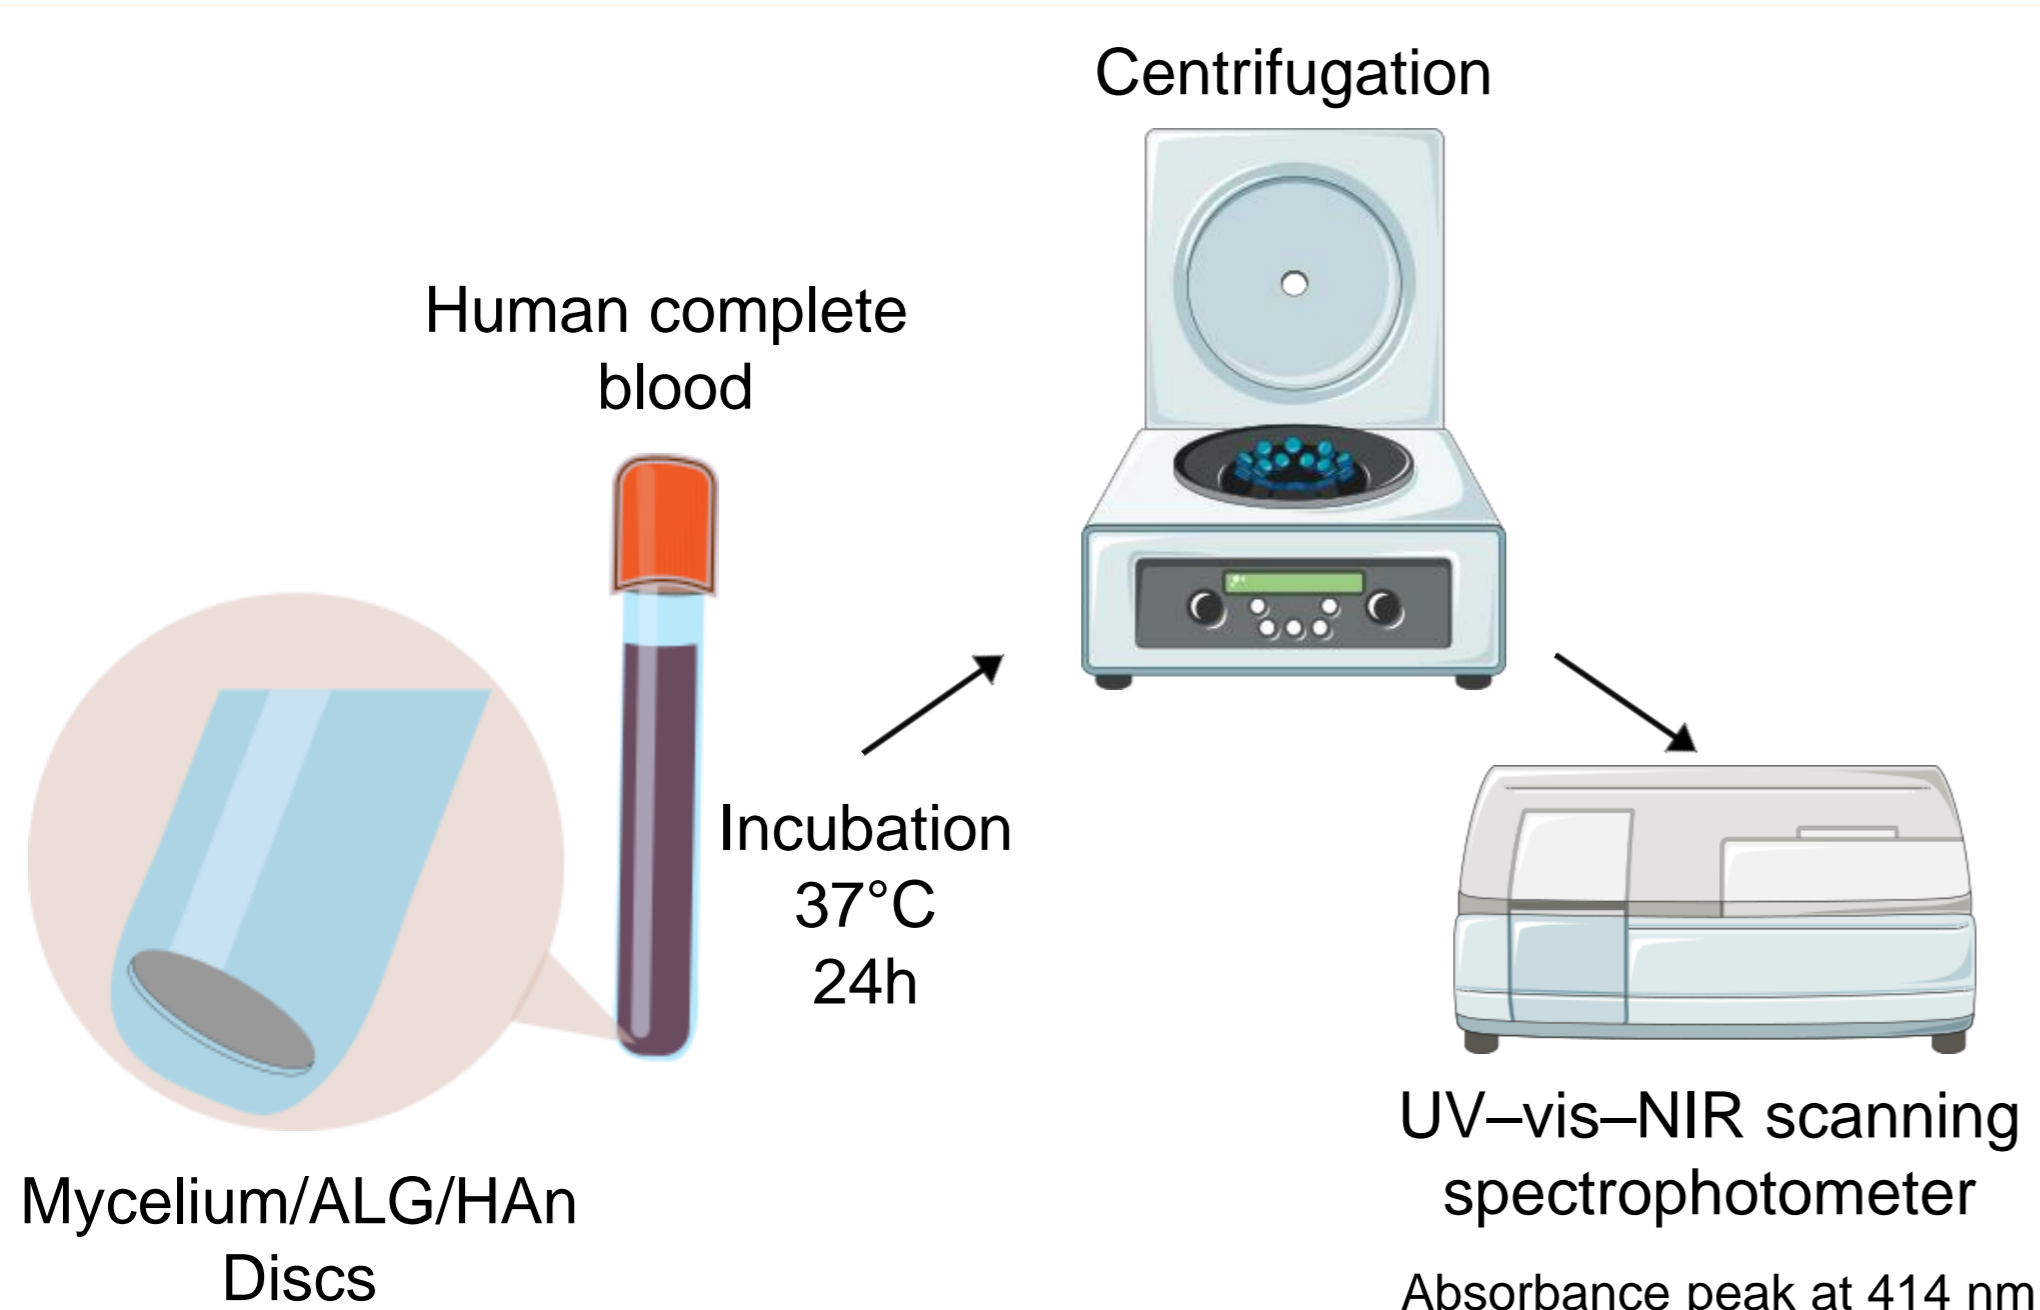 Centrifugation
Human complete
blood
Incubation
37°C
24h
Mycelium/ALG/HAn
Discs
UV–vis–NIR scanning
spectrophotometer
Absorbance peak at 414 nm